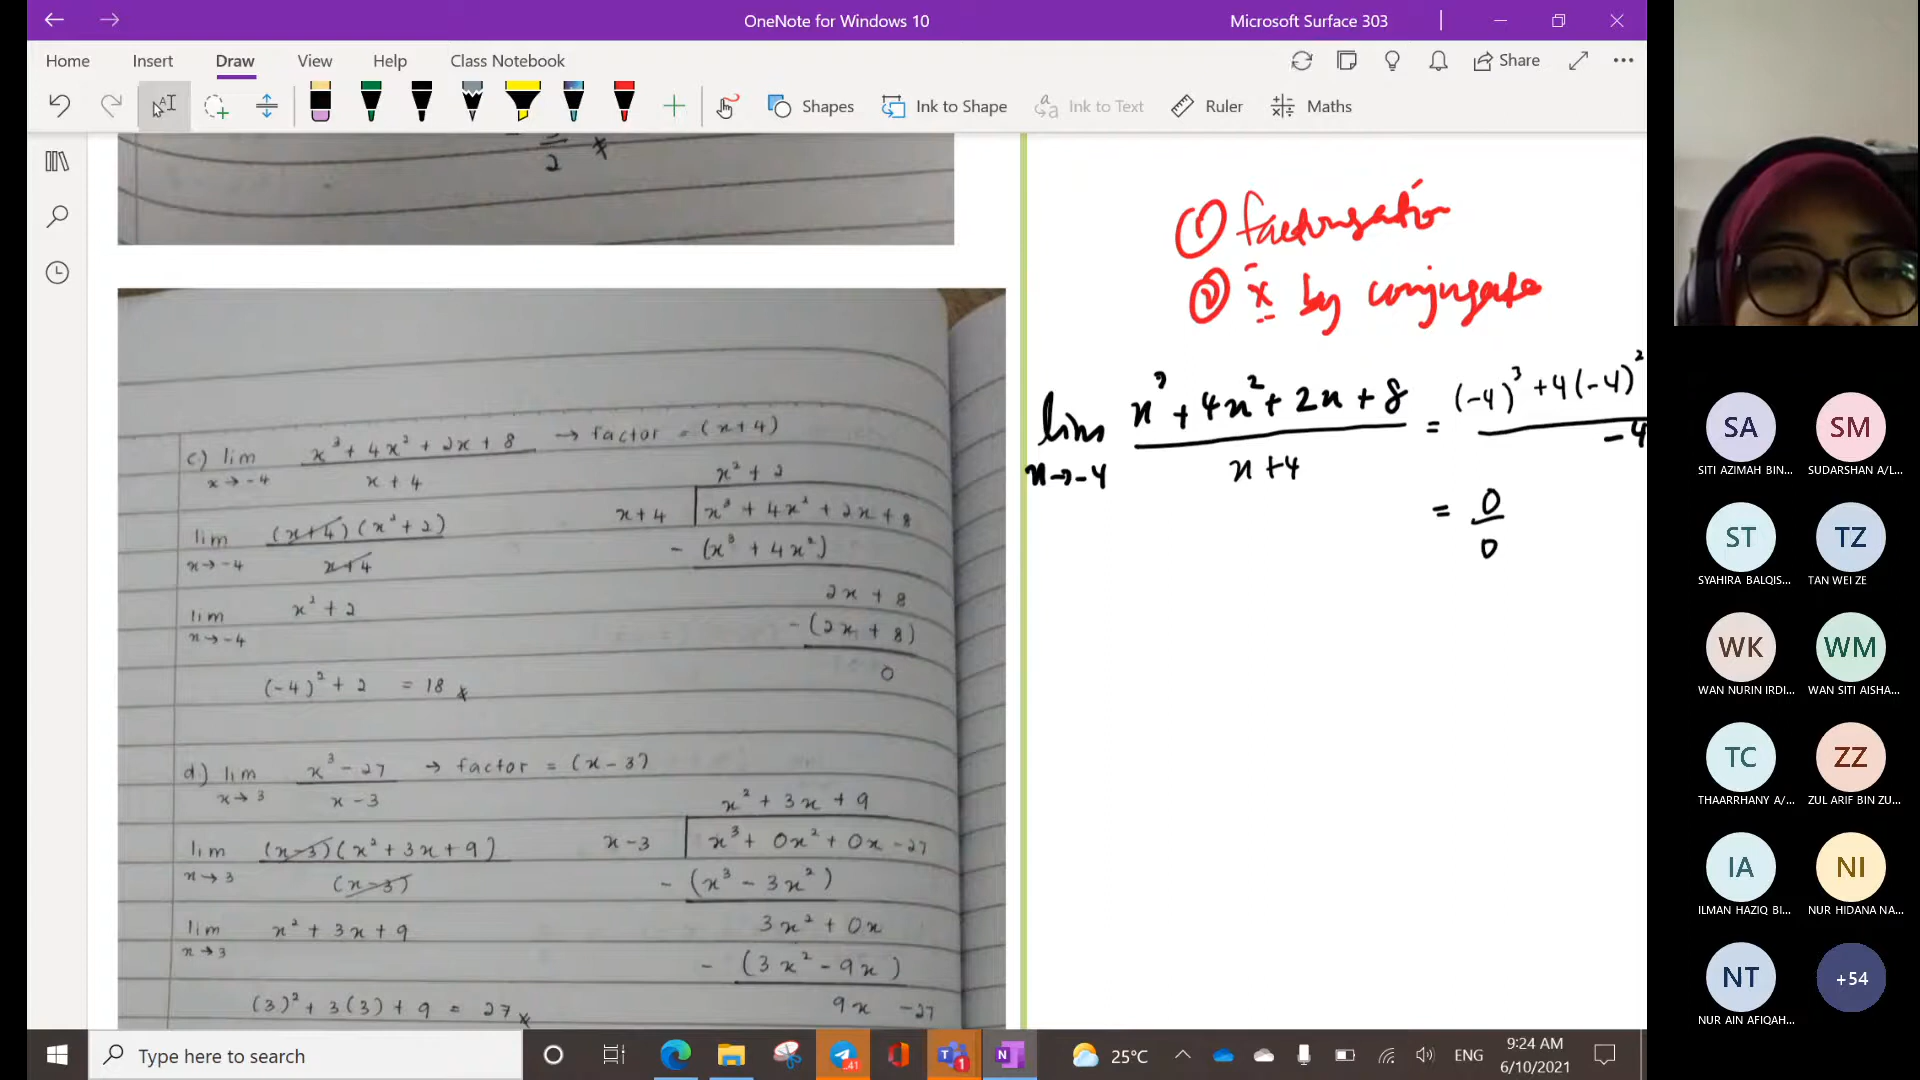 OneNote for Windows 10
Microsoft Surface 303
Home Insert Draw View Help Class Notebook
Share
Shapes
Ink to Shape
Ink to Text
Ruler
Maths
2 *
① factorisation
② x by conjugate
lim x→-4 x³ + 4x² + 2x + 8 / x + 4 = (-4)³ + 4(-4)² / -4
= 0/0
c) lim x→-4 x³ + 4x² + 2x + 8 / x + 4 → factor = (x+4)
lim x→-4 (x+4)(x²+2) / x+4
lim x→-4 x² + 2
(-4)² + 2 = 18 *
x² + 2
x+4 x³ + 4x² + 2x + 8
- (x³ + 4x²)
2x + 8
- (2x + 8)
0
d) lim x→3 x³ - 27 / x - 3 → factor = (x-3)
lim x→3 (x-3)(x²+3x+9) / (x-3)
lim x→3 x² + 3x + 9
(3)² + 3(3) + 9 = 27 *
x² + 3x + 9
x-3 x³ + 0x² + 0x - 27
- (x³ - 3x²)
3x² + 0x
- (3x² - 9x)
9x - 27
SA SM
SITI AZIMAH BIN... SUDARSHAN A/L...
ST TZ
SYAHIRA BALQIS... TAN WEI ZE
WK WM
WAN NURIN IRDI... WAN SITI AISHA...
TC ZZ
THAARRHANY A/... ZUL ARIF BIN ZU...
IA NI
ILMAN HAZIQ BI... NUR HIDANA NA...
NT +54
NUR AIN AFIQAH...
Type here to search
41
1
25°C
ENG
9:24 AM
6/10/2021